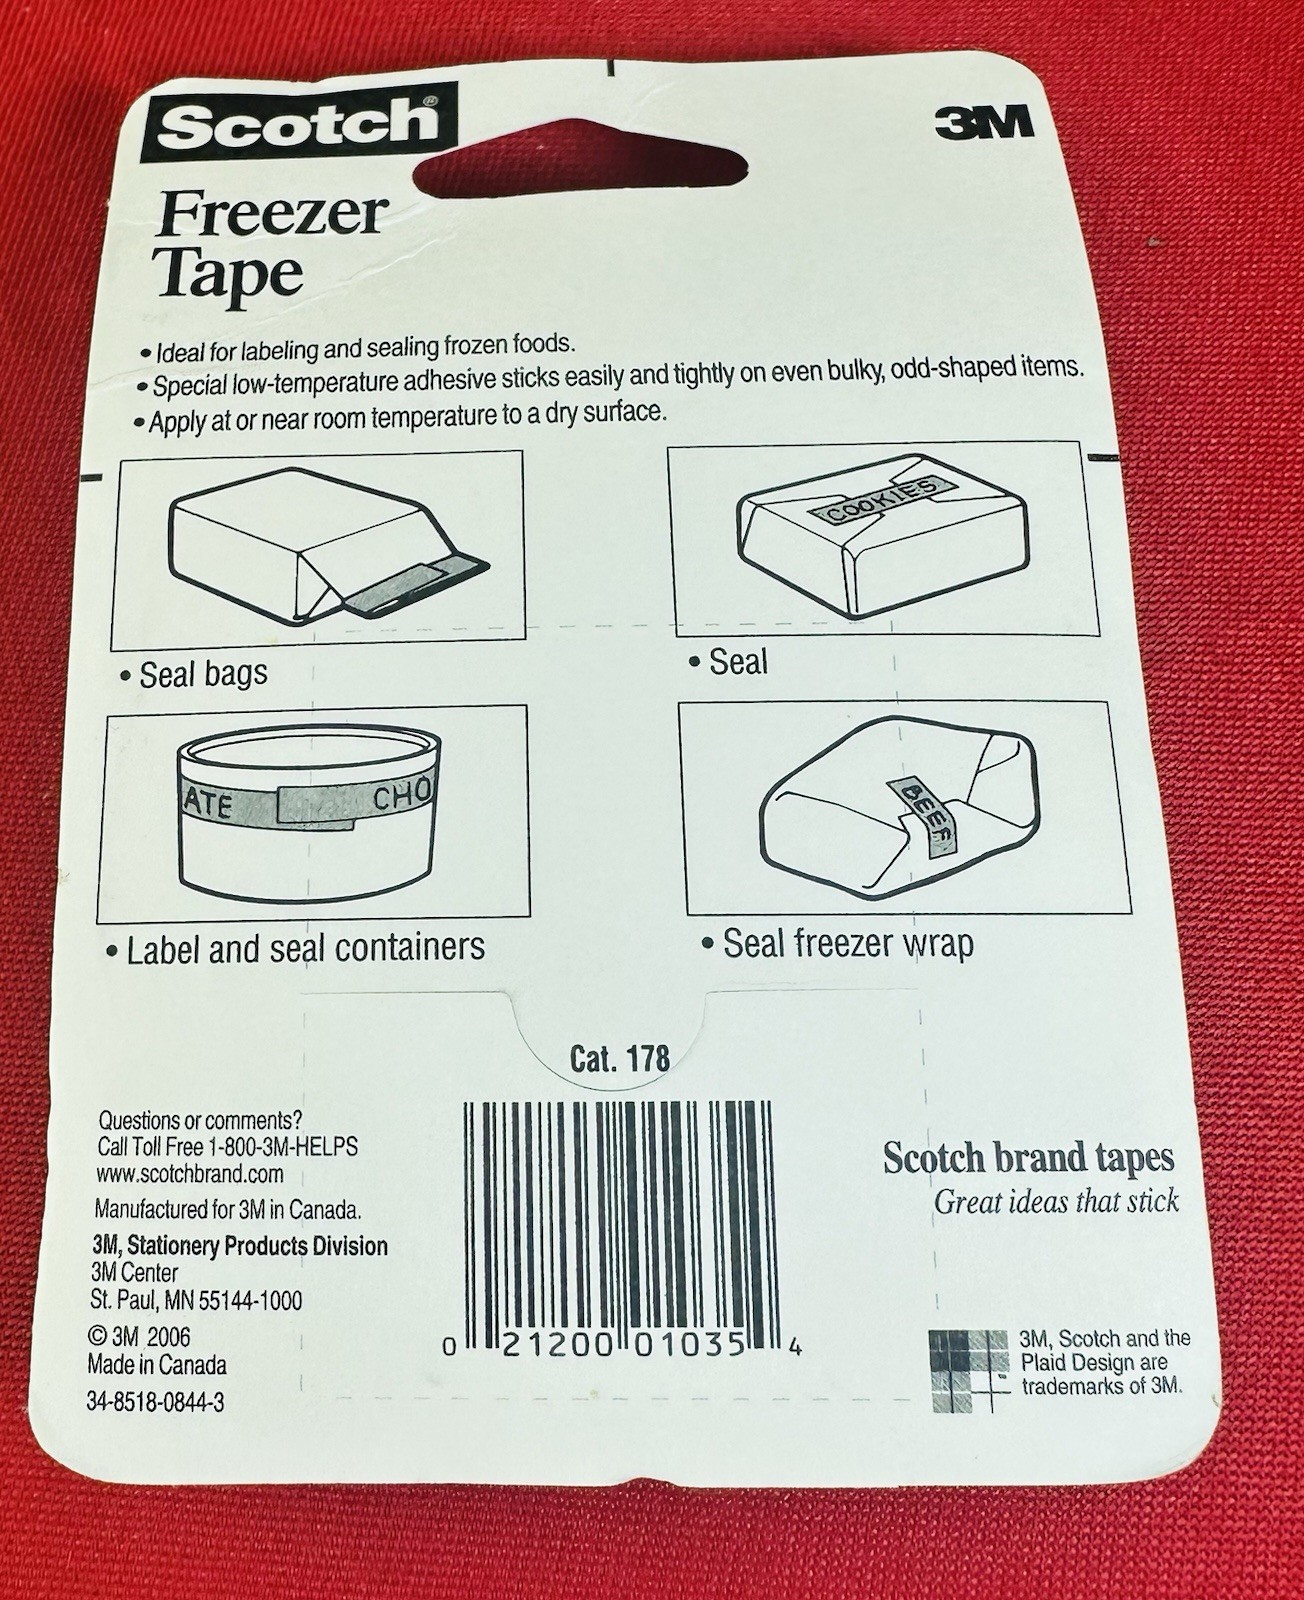 Scotch®
3M
Freezer
Tape
• Ideal for labeling and sealing frozen foods.
• Special low-temperature adhesive sticks easily and tightly on even bulky, odd-shaped items.
• Apply at or near room temperature to a dry surface.
COOKIES
• Seal bags
• Seal
ATE CHO
BEEF
• Label and seal containers
• Seal freezer wrap
Cat. 178
Questions or comments?
Call Toll Free 1-800-3M-HELPS
www.scotchbrand.com
Manufactured for 3M in Canada.
3M, Stationery Products Division
3M Center
St. Paul, MN 55144-1000
© 3M 2006
Made in Canada
34-8518-0844-3
0 21200 01035 4
Scotch brand tapes
Great ideas that stick
3M, Scotch and the
Plaid Design are
trademarks of 3M.